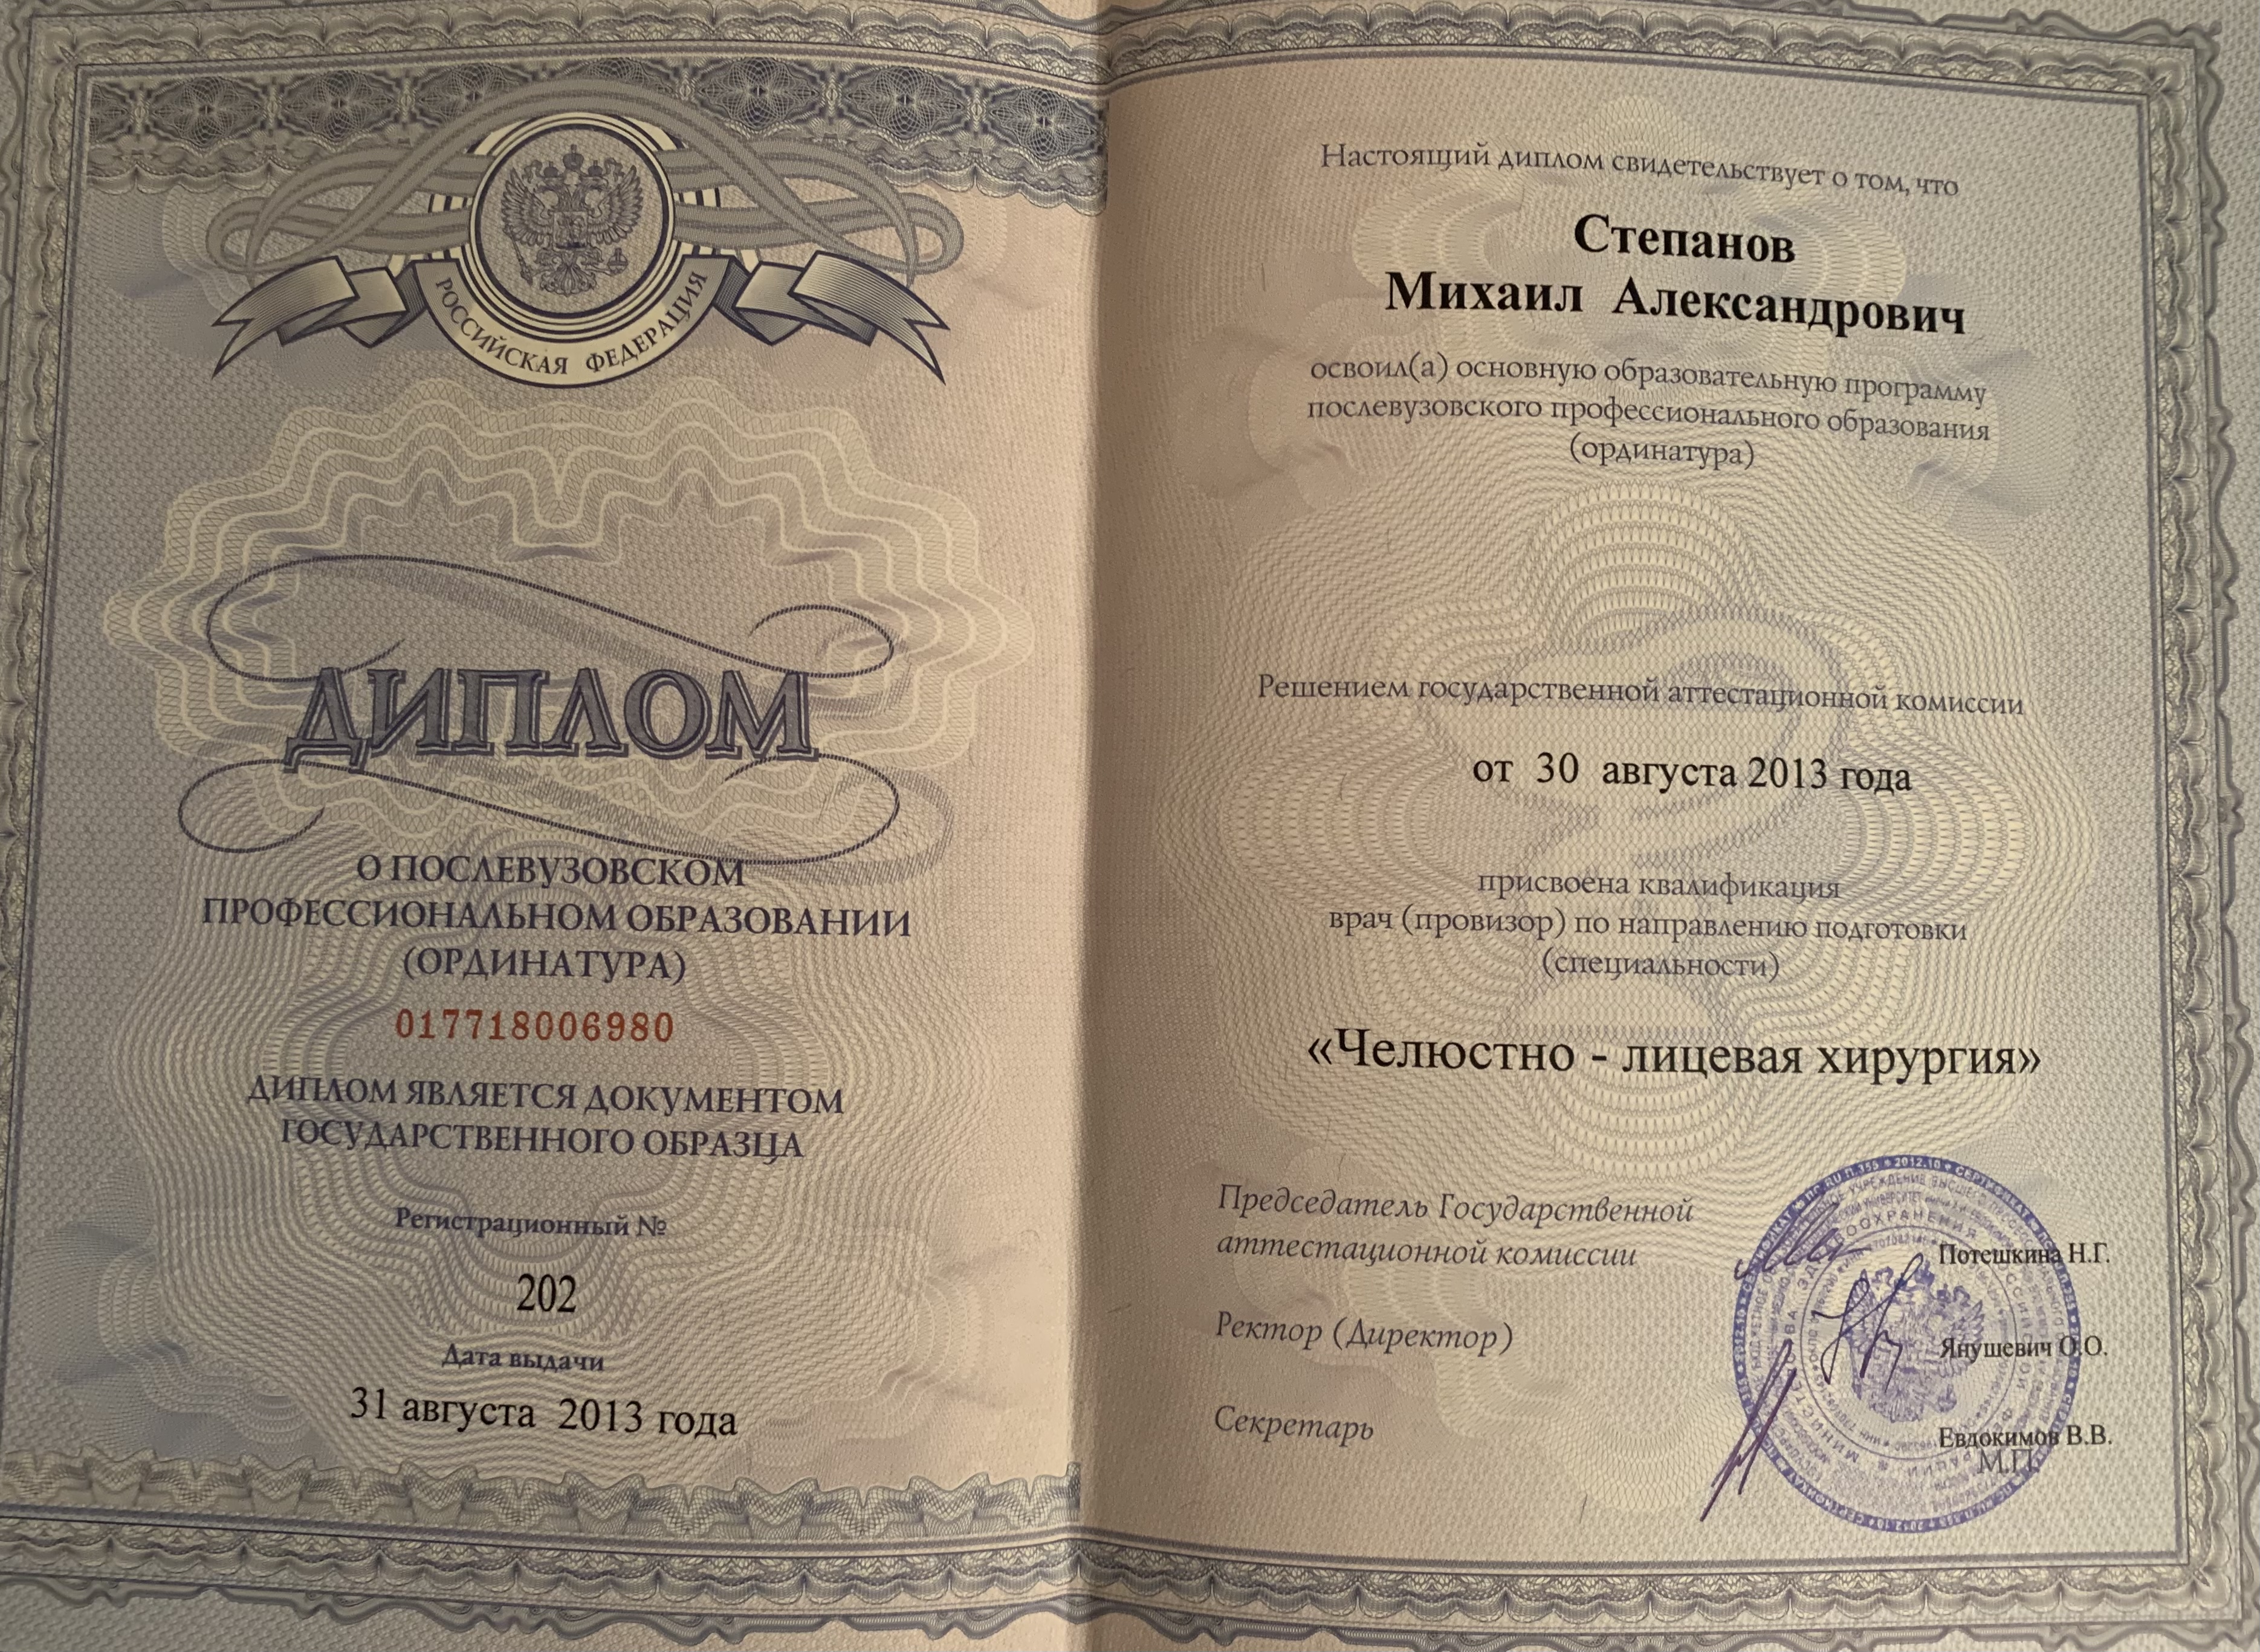 РОССИЙСКАЯ ФЕДЕРАЦИЯ
ДИПЛОМ
О ПОСЛЕВУЗОВСКОМ
ПРОФЕССИОНАЛЬНОМ ОБРАЗОВАНИИ
(ОРДИНАТУРА)
017718006980
ДИПЛОМ ЯВЛЯЕТСЯ ДОКУМЕНТОМ
ГОСУДАРСТВЕННОГО ОБРАЗЦА
Регистрационный №
202
Дата выдачи
31 августа 2013 года
Настоящий диплом свидетельствует о том, что
Степанов
Михаил Александрович
освоил(а) основную образовательную программу
послевузовского профессионального образования
(ординатура)
Решением государственной аттестационной комиссии
от 30 августа 2013 года
присвоена квалификация
врач (провизор) по направлению подготовки
(специальности)
«Челюстно - лицевая хирургия»
Председатель Государственной
аттестационной комиссии
Потешкина Н.Г.
Ректор (Директор)
Янушевич О.О.
Секретарь
Евдокимов В.В.
М.П.